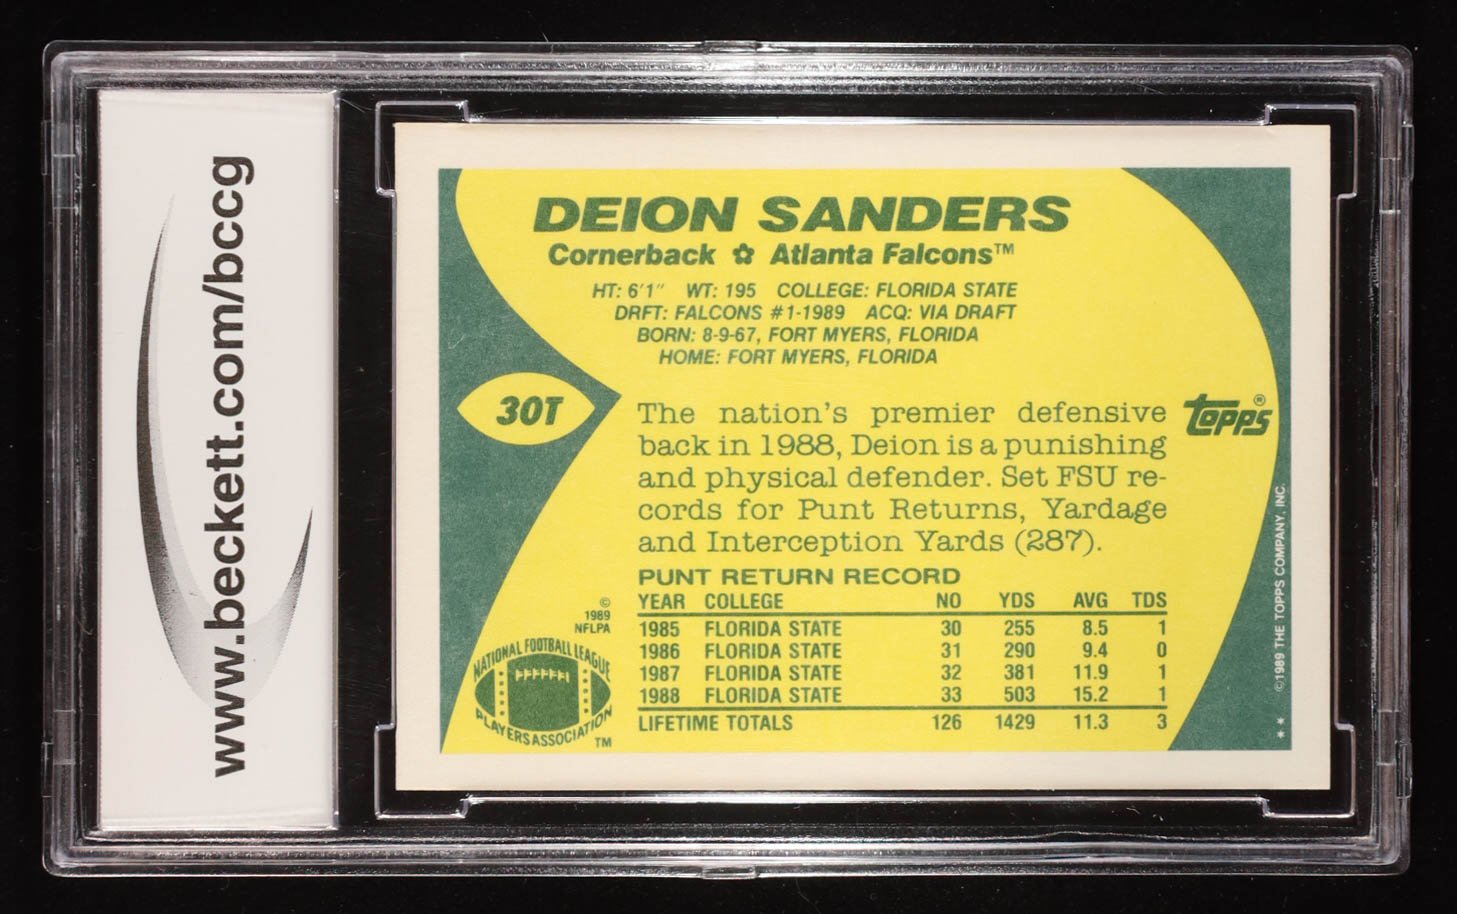 www.beckett.com/bccg
DEION SANDERS
Cornerback ✿ Atlanta Falcons™
HT: 6'1" WT: 195 COLLEGE: FLORIDA STATE
DRFT: FALCONS #1-1989 ACQ: VIA DRAFT
BORN: 8-9-67, FORT MYERS, FLORIDA
HOME: FORT MYERS, FLORIDA
30T
The nation's premier defensive
back in 1988, Deion is a punishing
and physical defender. Set FSU re-
cords for Punt Returns, Yardage
and Interception Yards (287).
topps®
PUNT RETURN RECORD
YEAR COLLEGE NO YDS AVG TDS
1985 FLORIDA STATE 30 255 8.5 1
1986 FLORIDA STATE 31 290 9.4 0
1987 FLORIDA STATE 32 381 11.9 1
1988 FLORIDA STATE 33 503 15.2 1
LIFETIME TOTALS 126 1429 11.3 3
©
1989
NFLPA
NATIONAL FOOTBALL LEAGUE
PLAYERS ASSOCIATION
TM
** ©1989 THE TOPPS COMPANY, INC.